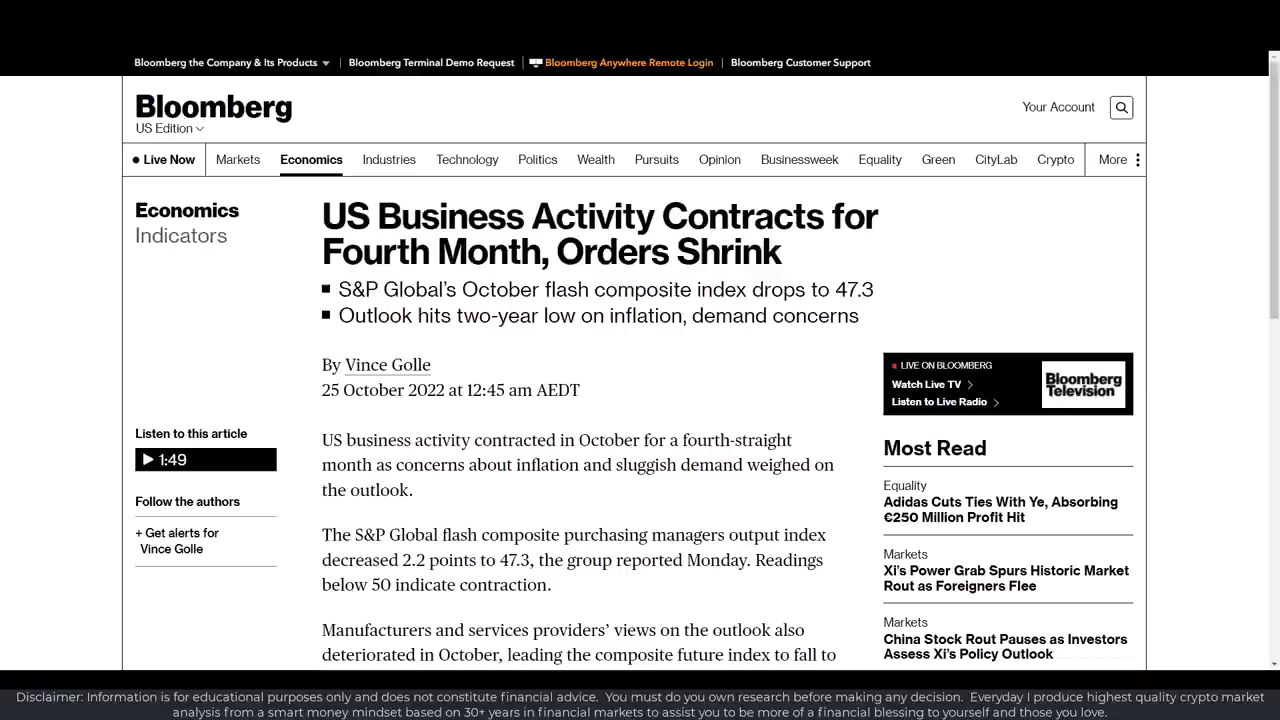 Bloomberg the Company & Its Products
Bloomberg Terminal Demo Request
Bloomberg Anywhere Remote Login
Bloomberg Customer Support
Bloomberg
US Edition
Your Account
Live Now
Markets
Economics
Industries
Technology
Politics
Wealth
Pursuits
Opinion
Businessweek
Equality
Green
CityLab
Crypto
More
Economics
Indicators
US Business Activity Contracts for
Fourth Month, Orders Shrink
S&P Global’s October flash composite index drops to 47.3
Outlook hits two-year low on inflation, demand concerns
By Vince Golle
25 October 2022 at 12:45 am AEDT
Listen to this article
1:49
Follow the authors
+ Get alerts for
Vince Golle
US business activity contracted in October for a fourth-straight
month as concerns about inflation and sluggish demand weighed on
the outlook.
The S&P Global flash composite purchasing managers output index
decreased 2.2 points to 47.3, the group reported Monday. Readings
below 50 indicate contraction.
Manufacturers and services providers’ views on the outlook also
deteriorated in October, leading the composite future index to fall to
LIVE ON BLOOMBERG
Watch Live TV
Listen to Live Radio
Bloomberg
Television
Most Read
Equality
Adidas Cuts Ties With Ye, Absorbing
€250 Million Profit Hit
Markets
Xi’s Power Grab Spurs Historic Market
Rout as Foreigners Flee
Markets
China Stock Rout Pauses as Investors
Assess Xi’s Policy Outlook
Disclaimer: Information is for educational purposes only and does not constitute financial advice. You must do you own research before making any decision. Everyday I produce highest quality crypto market
analysis from a smart money mindset based on 30+ years in financial markets to assist you to be more of a financial blessing to yourself and those you love.